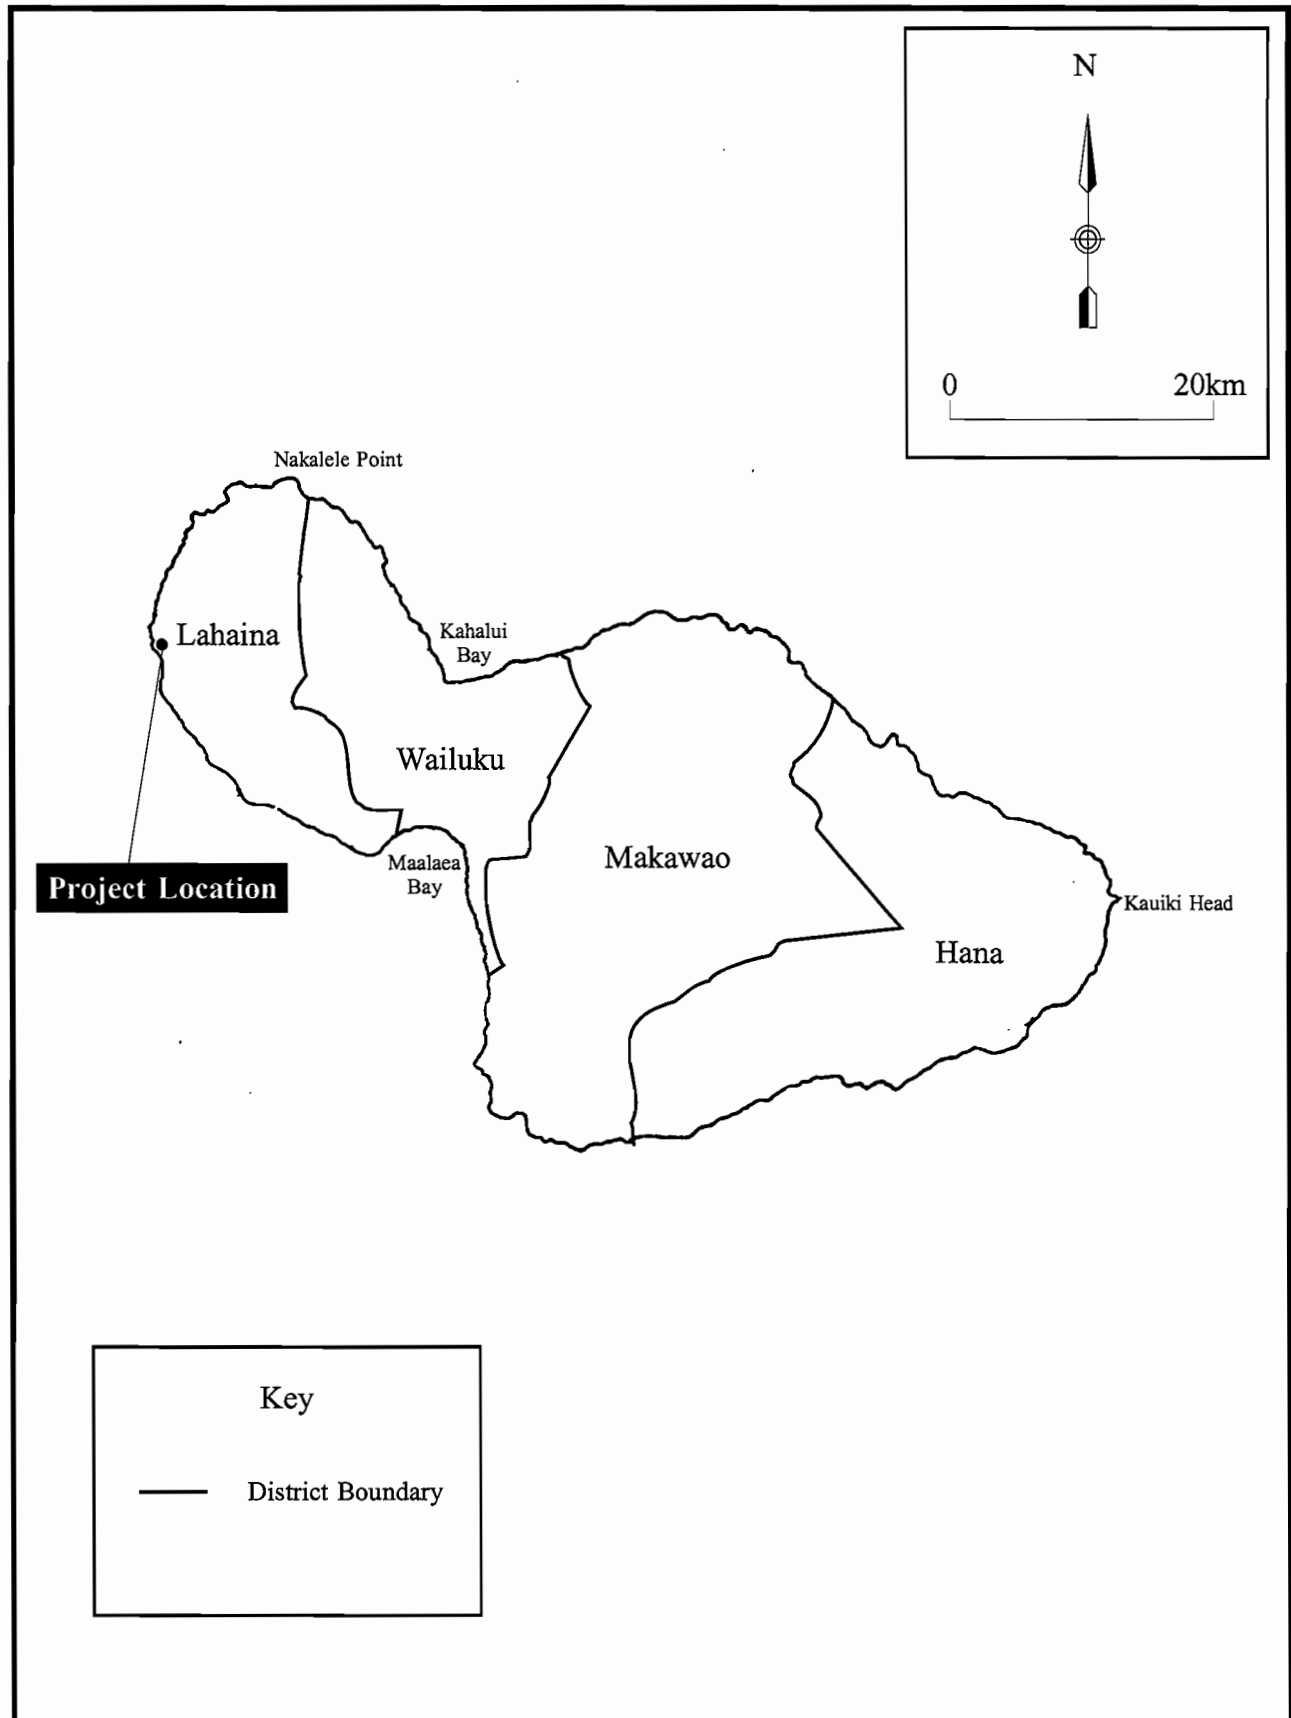 N
0 20km
Nakalele Point
Lahaina
Kahalui
Bay
Wailuku
Makawao
Maalaea
Bay
Project Location
Kauiki Head
Hana
Key
District Boundary